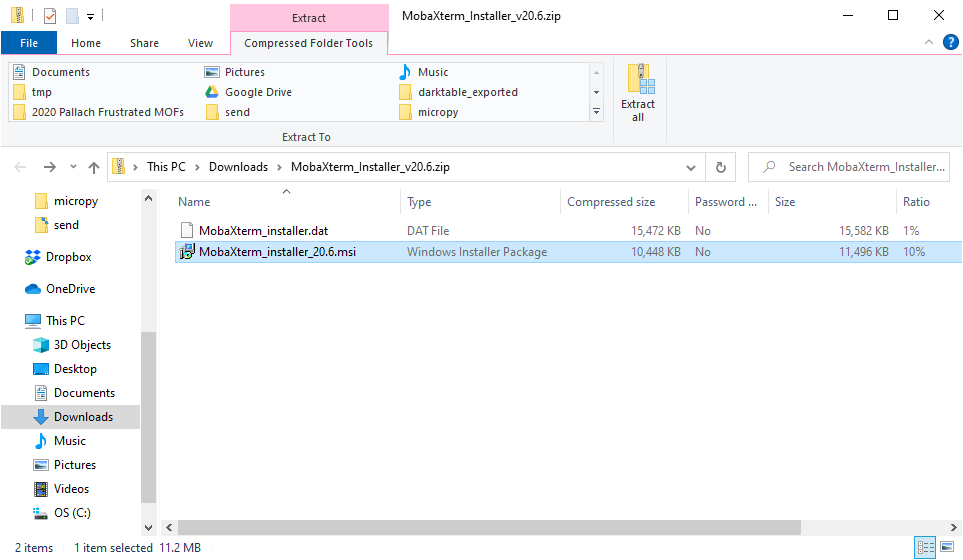 Extract
MobaXterm_Installer_v20.6.zip
File
Home
Share
View
Compressed Folder Tools
Documents
Pictures
Music
tmp
Google Drive
darktable_exported
2020 Pallach Frustrated MOFs
send
micropy
Extract all
Extract To
This PC > Downloads > MobaXterm_Installer_v20.6.zip
Search MobaXterm_Installer...
micropy
send
Dropbox
OneDrive
This PC
3D Objects
Desktop
Documents
Downloads
Music
Pictures
Videos
OS (C:)
Name Type Compressed size Password ... Size Ratio
MobaXterm_installer.dat DAT File 15,472 KB No 15,582 KB 1%
MobaXterm_installer_20.6.msi Windows Installer Package 10,448 KB No 11,496 KB 10%
2 items 1 item selected 11.2 MB